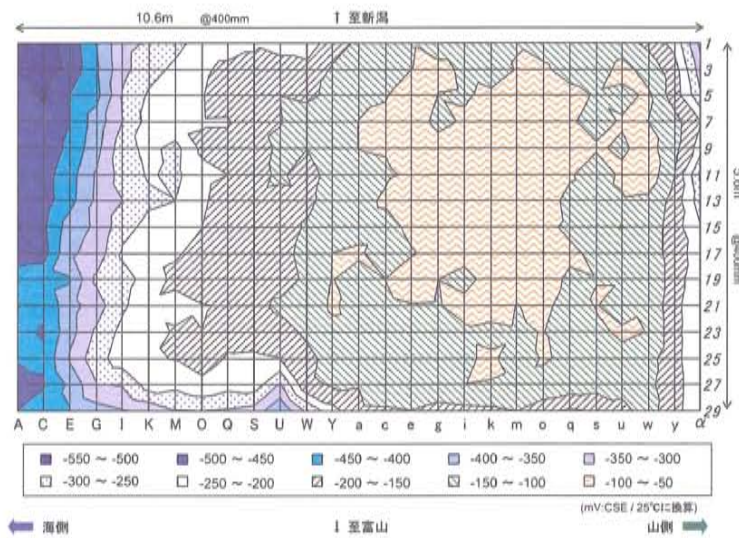 10.6m @400mm ↑ 至新潟
1
3
5
7
9
11
13
15
17
19
21
23
25
27
29
@400mm
A C E G I K M O Q S U W Y a c e g i k m o q s u w y α
-550 ～ -500 -500 ～ -450 -450 ～ -400 -400 ～ -350 -350 ～ -300
-300 ～ -250 -250 ～ -200 -200 ～ -150 -150 ～ -100 -100 ～ -50
(mV:CSE / 25℃に換算)
海側 ↓ 至富山 山側